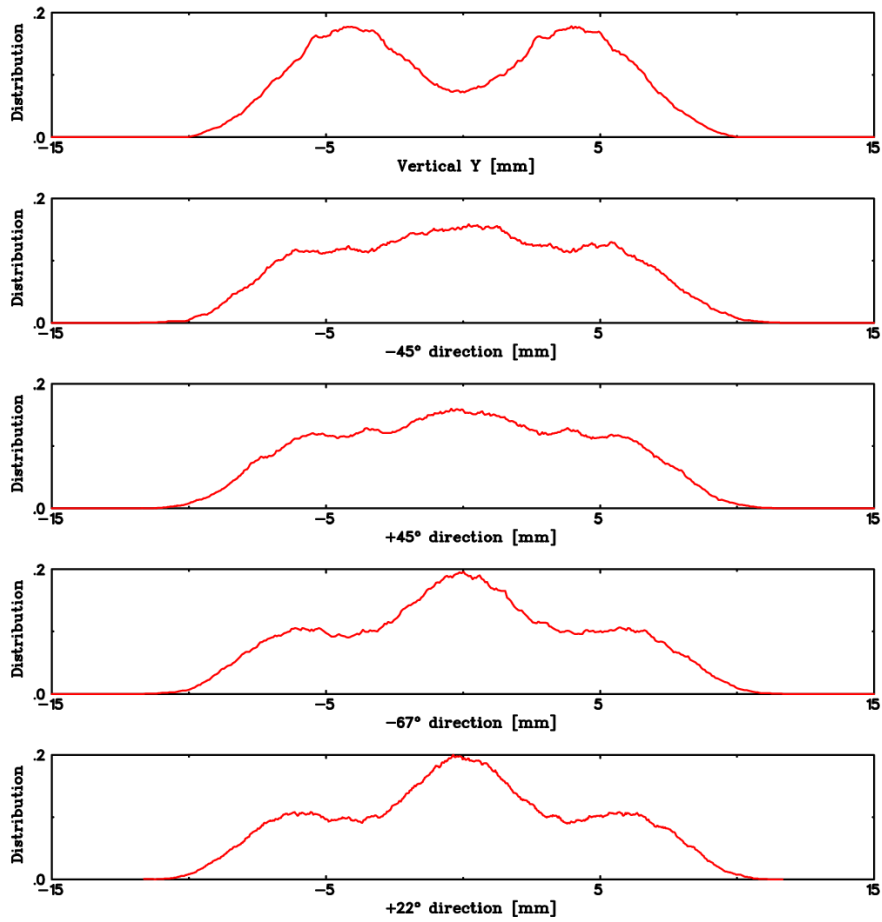 .2
Distribution
.0
−15 −5 5 15
Vertical Y [mm]
.2
Distribution
.0
−15 −5 5 15
−45° direction [mm]
.2
Distribution
.0
−15 −5 5 15
+45° direction [mm]
.2
Distribution
.0
−15 −5 5 15
−67° direction [mm]
.2
Distribution
.0
−15 −5 5 15
+22° direction [mm]